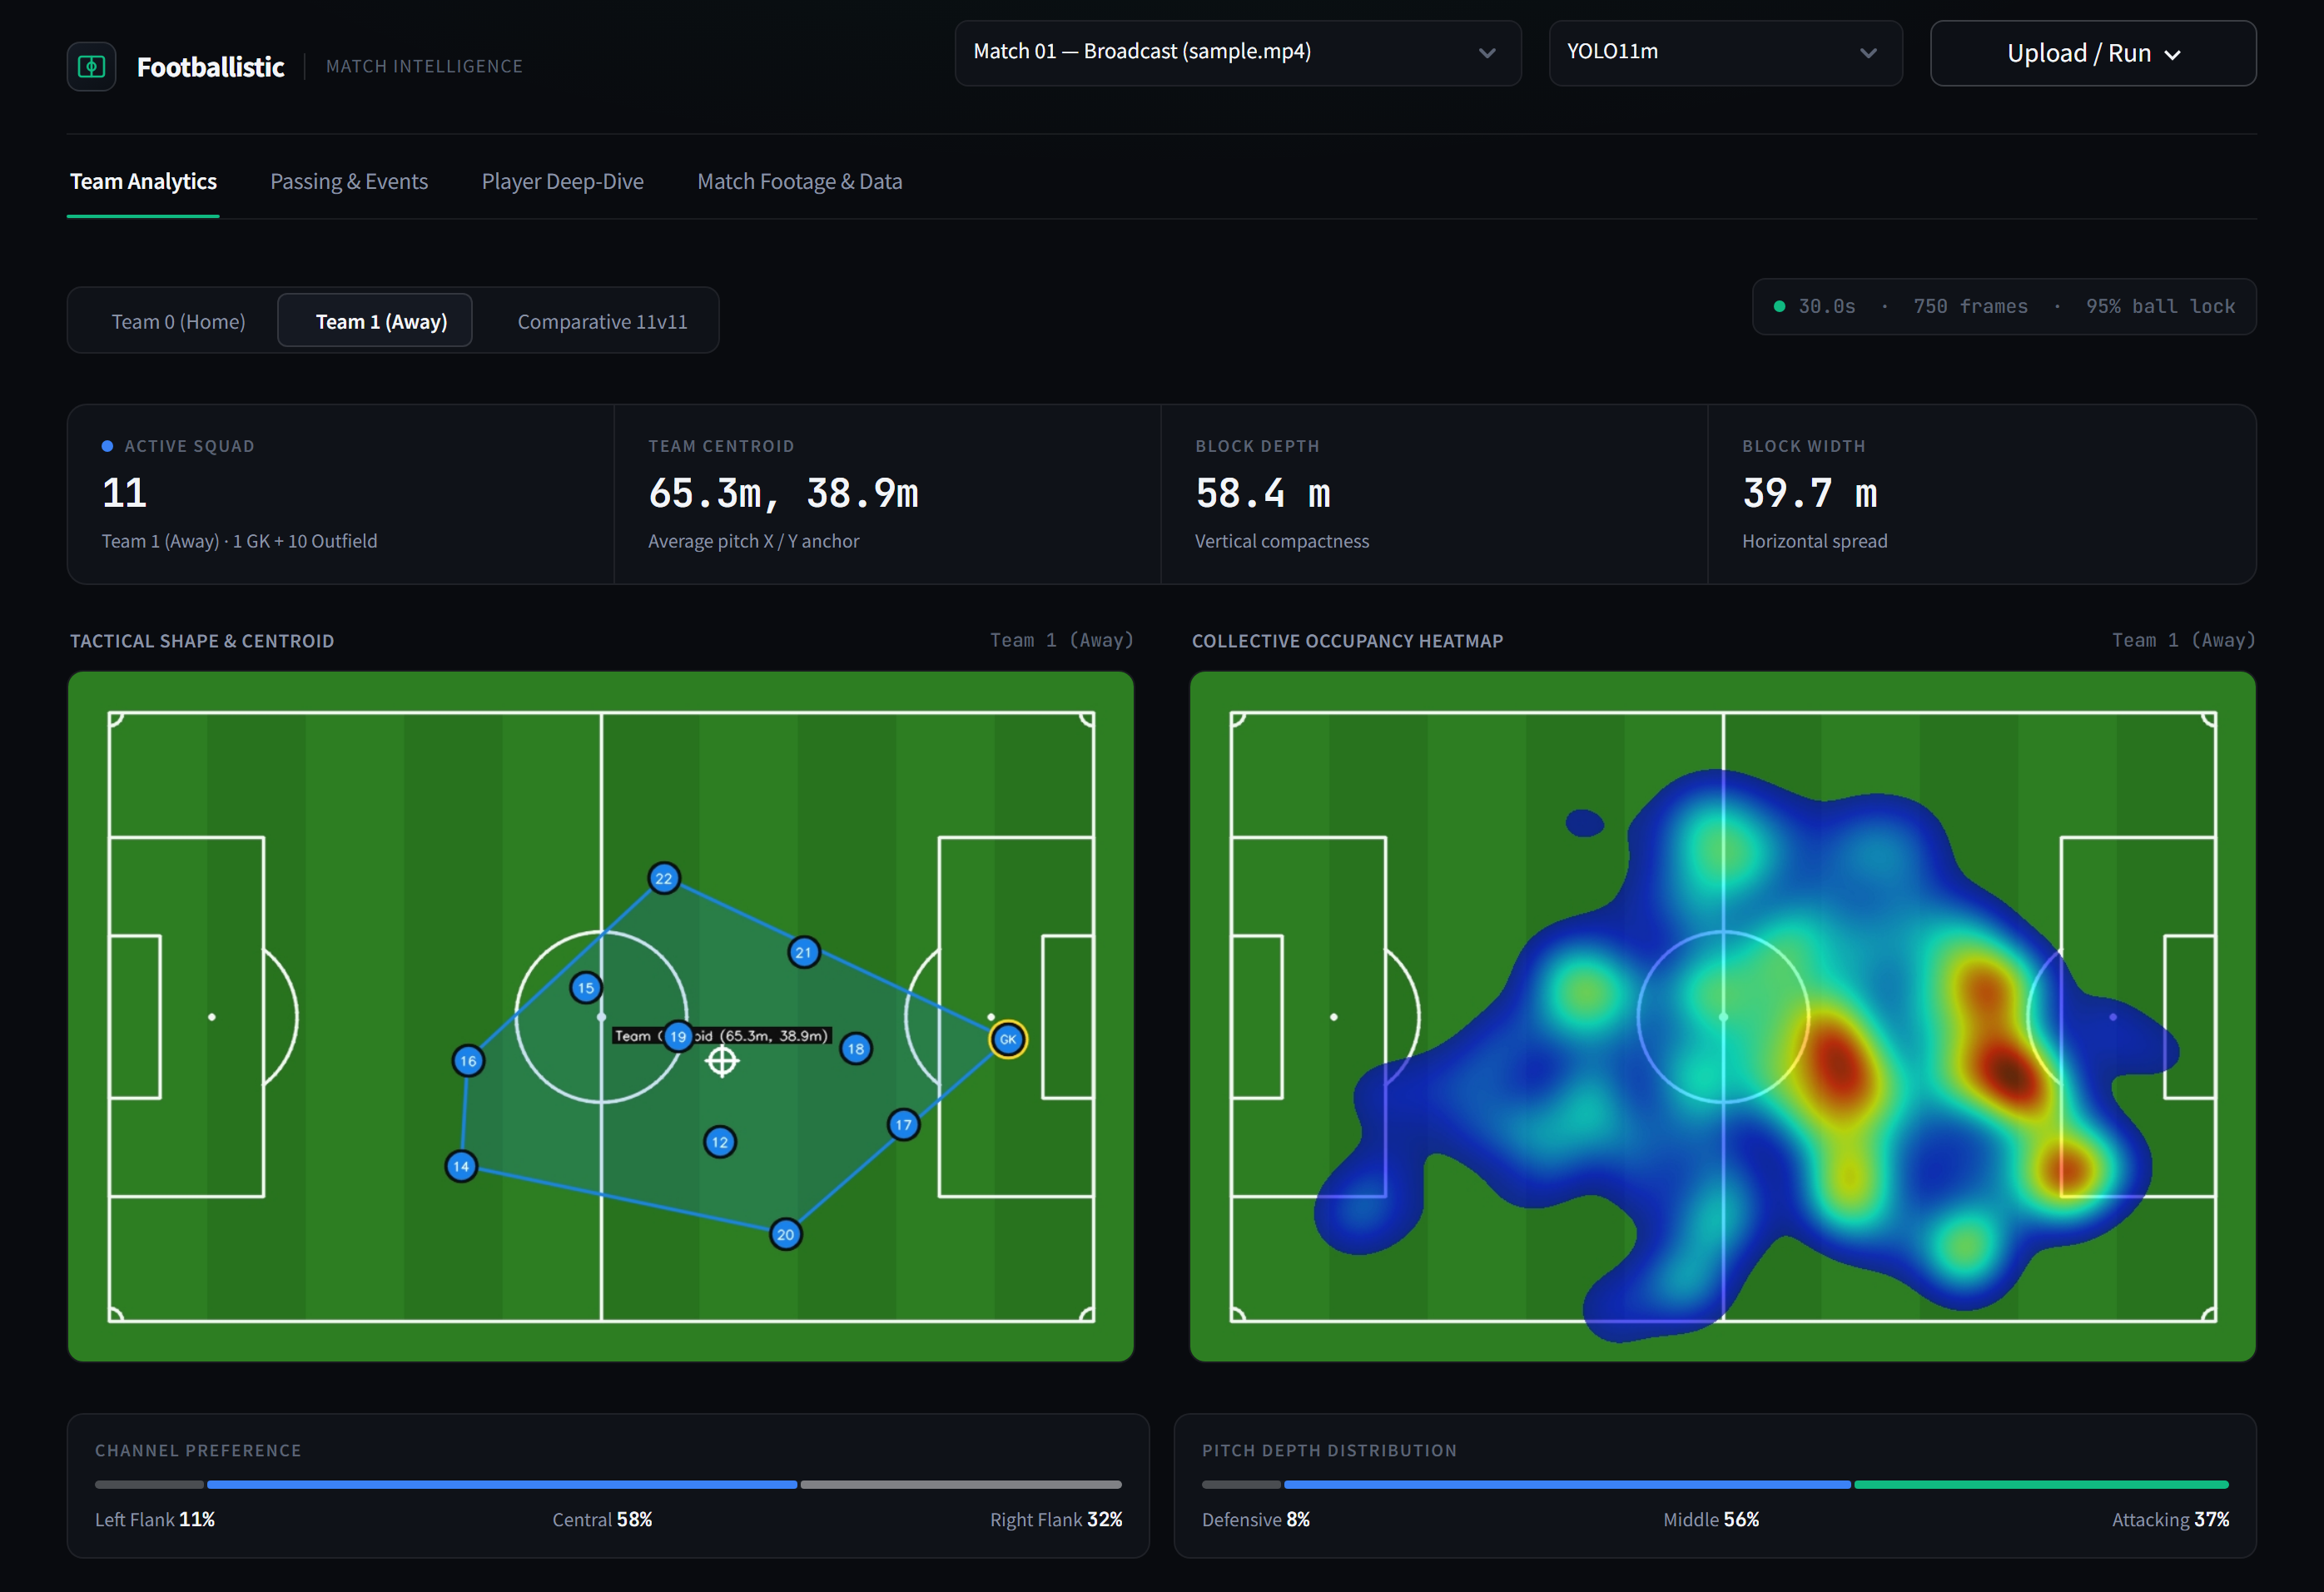 Footballistic
MATCH INTELLIGENCE
Match 01 — Broadcast (sample.mp4)
YOLO11m
Upload / Run
Team Analytics
Passing & Events
Player Deep-Dive
Match Footage & Data
Team 0 (Home)
Team 1 (Away)
Comparative 11v11
30.0s · 750 frames · 95% ball lock
ACTIVE SQUAD
11
Team 1 (Away) · 1 GK + 10 Outfield
TEAM CENTROID
65.3m, 38.9m
Average pitch X / Y anchor
BLOCK DEPTH
58.4 m
Vertical compactness
BLOCK WIDTH
39.7 m
Horizontal spread
TACTICAL SHAPE & CENTROID
Team 1 (Away)
22
21
15
Team C
19
oid (65.3m, 38.9m)
18
GK
16
17
12
14
20
COLLECTIVE OCCUPANCY HEATMAP
Team 1 (Away)
CHANNEL PREFERENCE
Left Flank 11%
Central 58%
Right Flank 32%
PITCH DEPTH DISTRIBUTION
Defensive 8%
Middle 56%
Attacking 37%